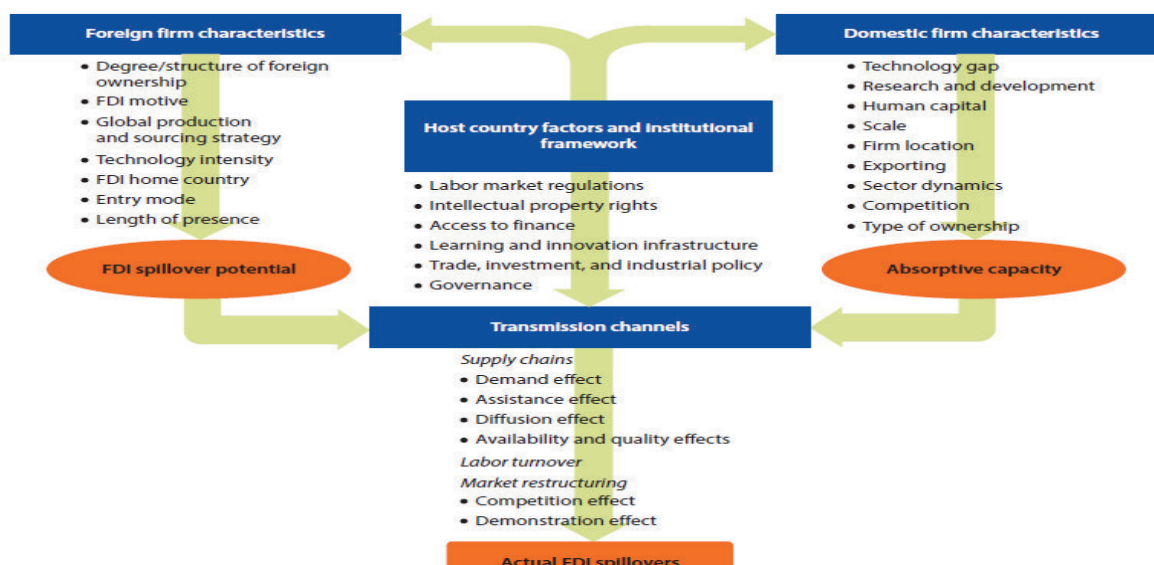 Foreign firm characteristics
• Degree/structure of foreign
ownership
• FDI motive
• Global production
and sourcing strategy
• Technology intensity
• FDI home country
• Entry mode
• Length of presence
FDI spillover potential
Host country factors and institutional
framework
• Labor market regulations
• Intellectual property rights
• Access to finance
• Learning and innovation infrastructure
• Trade, investment, and industrial policy
• Governance
Domestic firm characteristics
• Technology gap
• Research and development
• Human capital
• Scale
• Firm location
• Exporting
• Sector dynamics
• Competition
• Type of ownership
Absorptive capacity
Transmission channels
Supply chains
• Demand effect
• Assistance effect
• Diffusion effect
• Availability and quality effects
Labor turnover
Market restructuring
• Competition effect
• Demonstration effect
Actual FDI spillovers